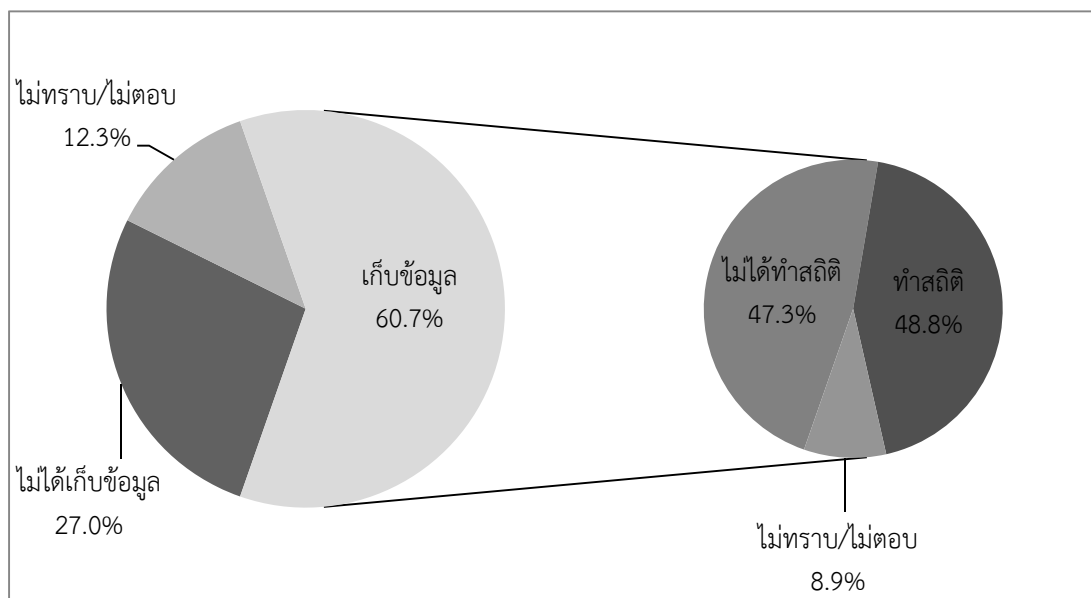 ไม่ทราบ/ไม่ตอบ
12.3%
เก็บข้อมูล
60.7%
ไม่ได้เก็บข้อมูล
27.0%
ไม่ได้ทำสถิติ
47.3%
ทำสถิติ
48.8%
ไม่ทราบ/ไม่ตอบ
8.9%